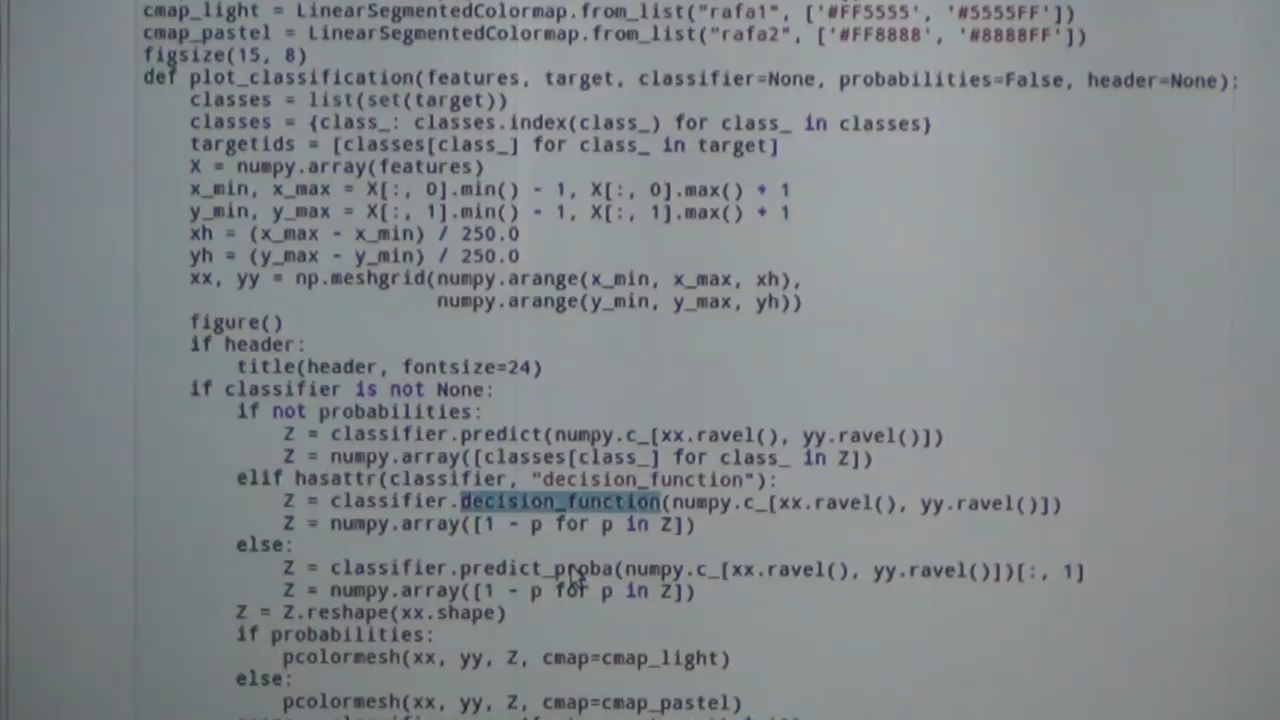 cmap_light = LinearSegmentedColormap.from_list("rafa1", ['#FF5555', '#5555FF'])
cmap_pastel = LinearSegmentedColormap.from_list("rafa2", ['#FF8888', '#8888FF'])
figsize(15, 8)
def plot_classification(features, target, classifier=None, probabilities=False, header=None):
    classes = list(set(target))
    classes = {class_: classes.index(class_) for class_ in classes}
    targetids = [classes[class_] for class_ in target]
    X = numpy.array(features)
    x_min, x_max = X[:, 0].min() - 1, X[:, 0].max() + 1
    y_min, y_max = X[:, 1].min() - 1, X[:, 1].max() + 1
    xh = (x_max - x_min) / 250.0
    yh = (y_max - y_min) / 250.0
    xx, yy = np.meshgrid(numpy.arange(x_min, x_max, xh),
                         numpy.arange(y_min, y_max, yh))
    figure()
    if header:
        title(header, fontsize=24)
    if classifier is not None:
        if not probabilities:
            Z = classifier.predict(numpy.c_[xx.ravel(), yy.ravel()])
            Z = numpy.array([classes[class_] for class_ in Z])
        elif hasattr(classifier, "decision_function"):
            Z = classifier.decision_function(numpy.c_[xx.ravel(), yy.ravel()])
            Z = numpy.array([1 - p for p in Z])
        else:
            Z = classifier.predict_proba(numpy.c_[xx.ravel(), yy.ravel()])[:, 1]
            Z = numpy.array([1 - p for p in Z])
        Z = Z.reshape(xx.shape)
        if probabilities:
            pcolormesh(xx, yy, Z, cmap=cmap_light)
        else:
            pcolormesh(xx, yy, Z, cmap=cmap_pastel)